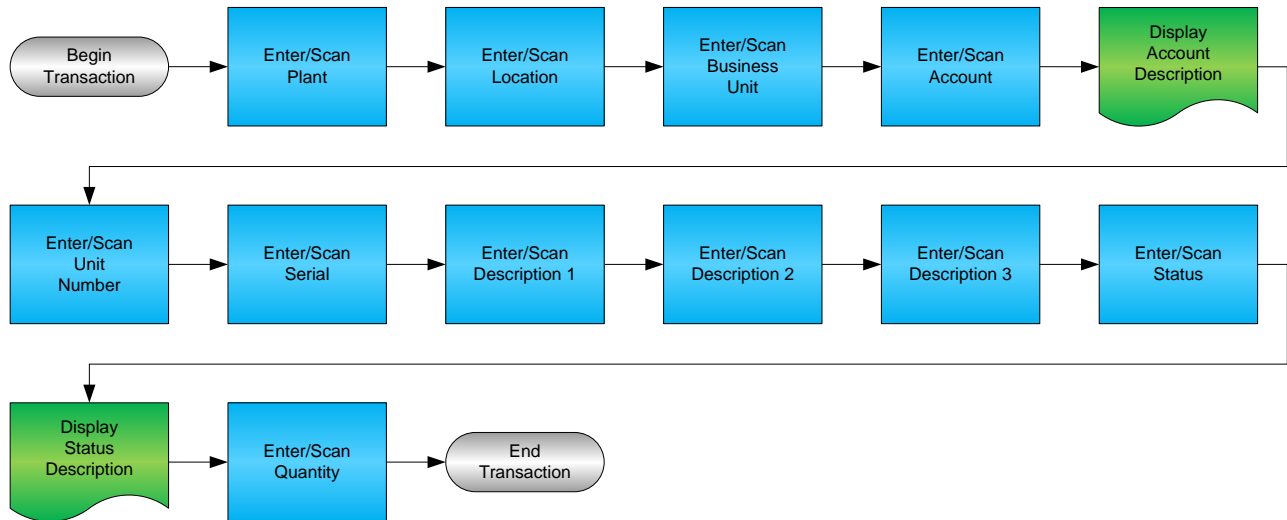 Begin
Transaction
Enter/Scan
Plant
Enter/Scan
Location
Enter/Scan
Business
Unit
Enter/Scan
Account
Display
Account
Description
Enter/Scan
Unit
Number
Enter/Scan
Serial
Enter/Scan
Description 1
Enter/Scan
Description 2
Enter/Scan
Description 3
Enter/Scan
Status
Display
Status
Description
Enter/Scan
Quantity
End
Transaction